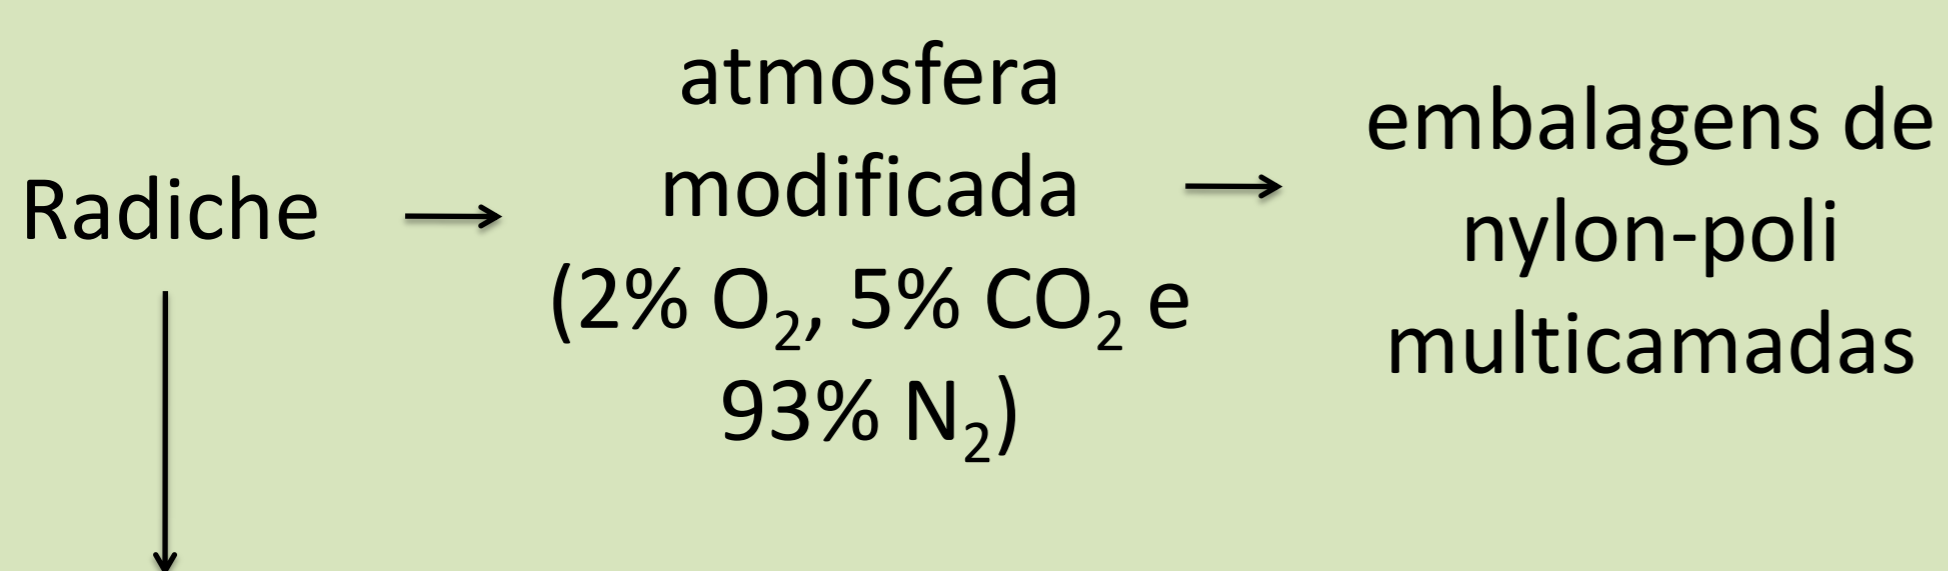 Radiche
atmosfera
modificada
(2% O₂, 5% CO₂ e
93% N₂)
embalagens de
nylon-poli
multicamadas